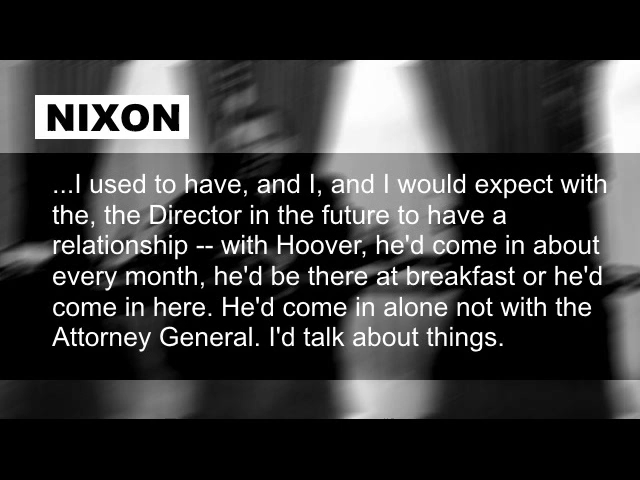 NIXON
...I used to have, and I, and I would expect with
the, the Director in the future to have a
relationship -- with Hoover, he'd come in about
every month, he'd be there at breakfast or he'd
come in here. He'd come in alone not with the
Attorney General. I'd talk about things.